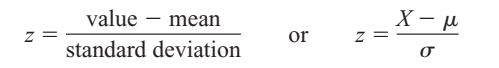 z = value − mean / standard deviation or z = X − μ / σ